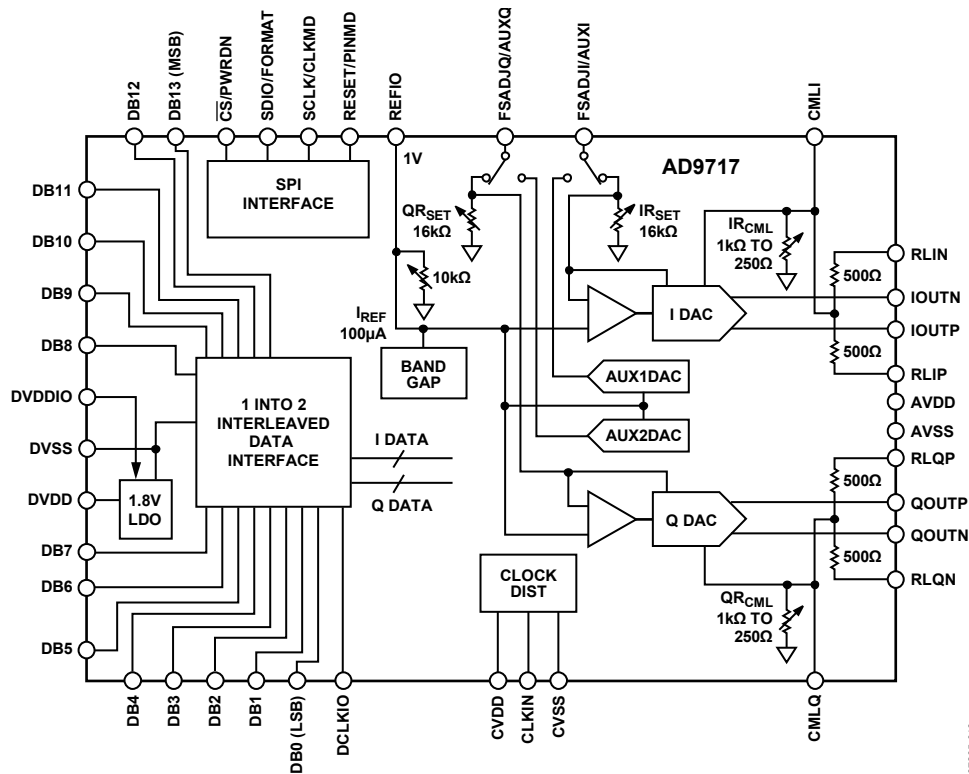 DB12
DB13 (MSB)
CS/PWRDN
SDIO/FORMAT
SCLK/CLKMD
RESET/PINMD
REFIO
FSADJQ/AUXQ
FSADJI/AUXI
CMLI
1V
AD9717
SPI
INTERFACE
DB11
DB10
DB9
DB8
DVDDIO
DVSS
DVDD
DB7
DB6
DB5
QRSET
16kΩ
IRSET
16kΩ
IRCML
1kΩ TO
250Ω
10kΩ
IREF
100µA
BAND
GAP
I DAC
AUX1DAC
AUX2DAC
500Ω
500Ω
RLIN
IOUTN
IOUTP
RLIP
AVDD
AVSS
RLQP
QOUTP
QOUTN
RLQN
1 INTO 2
INTERLEAVED
DATA
INTERFACE
I DATA
Q DATA
1.8V
LDO
Q DAC
500Ω
500Ω
CLOCK
DIST
QRCML
1kΩ TO
250Ω
DB4
DB3
DB2
DB1
DB0 (LSB)
DCLKIO
CVDD
CLKIN
CVSS
CMLQ